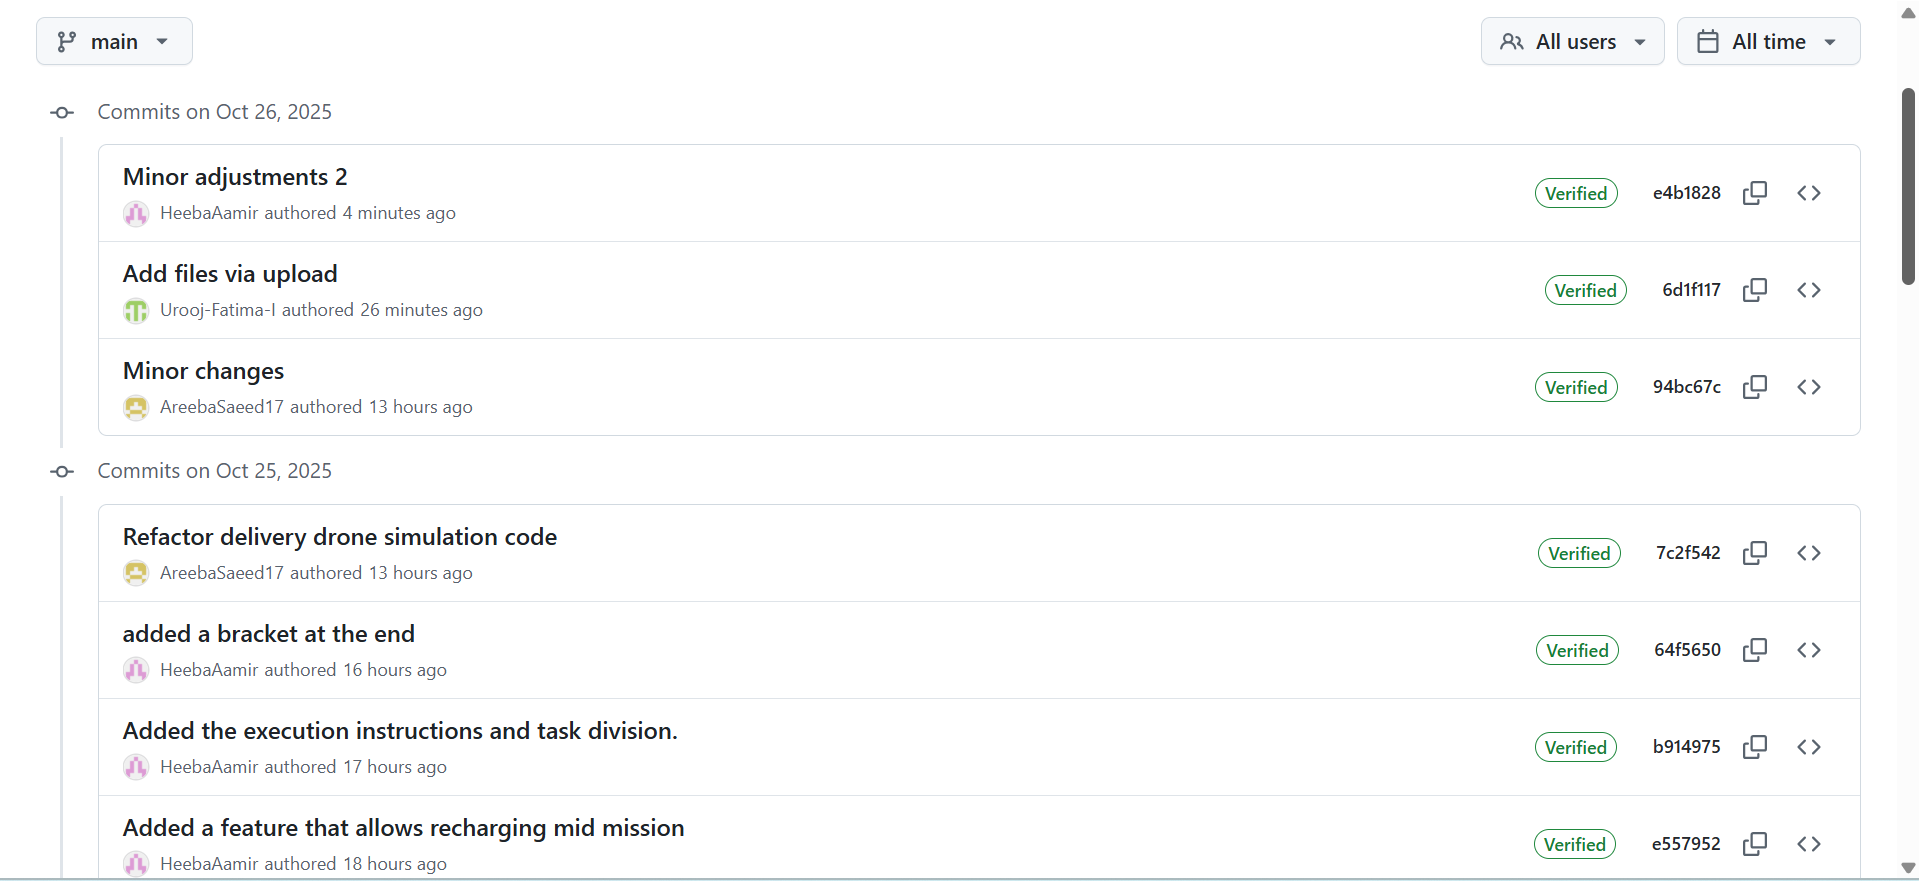 main
All users
All time
Commits on Oct 26, 2025
Minor adjustments 2
Verified
e4b1828
HeebaAamir authored 4 minutes ago
Add files via upload
Verified
6d1f117
Urooj-Fatima-I authored 26 minutes ago
Minor changes
Verified
94bc67c
AreebaSaeed17 authored 13 hours ago
Commits on Oct 25, 2025
Refactor delivery drone simulation code
Verified
7c2f542
AreebaSaeed17 authored 13 hours ago
added a bracket at the end
Verified
64f5650
HeebaAamir authored 16 hours ago
Added the execution instructions and task division.
Verified
b914975
HeebaAamir authored 17 hours ago
Added a feature that allows recharging mid mission
Verified
e557952
HeebaAamir authored 18 hours ago